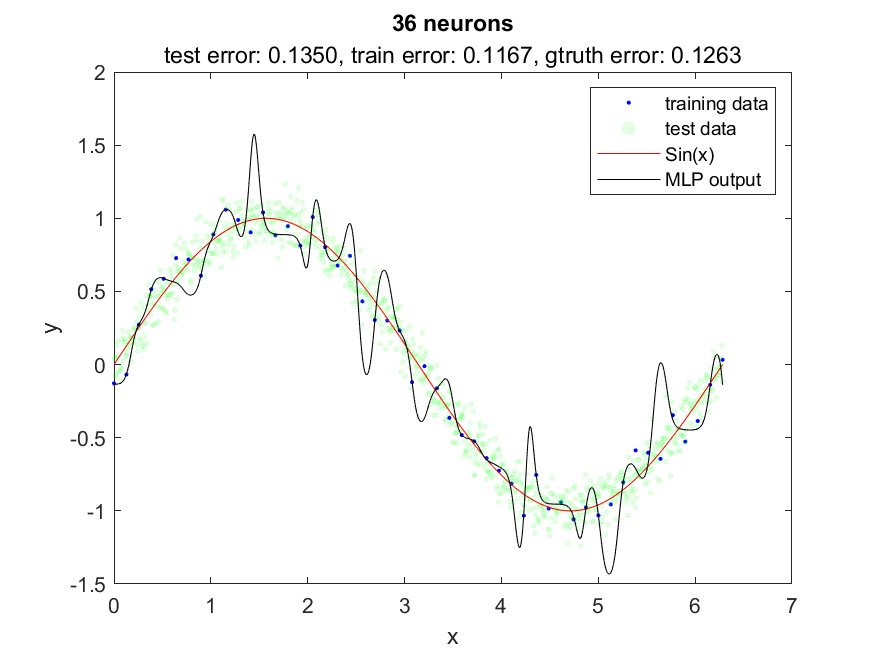 36 neurons
test error: 0.1350, train error: 0.1167, gtruth error: 0.1263
2
1.5
1
0.5
0
-0.5
-1
-1.5
y
training data
test data
Sin(x)
MLP output
0 1 2 3 4 5 6 7
x